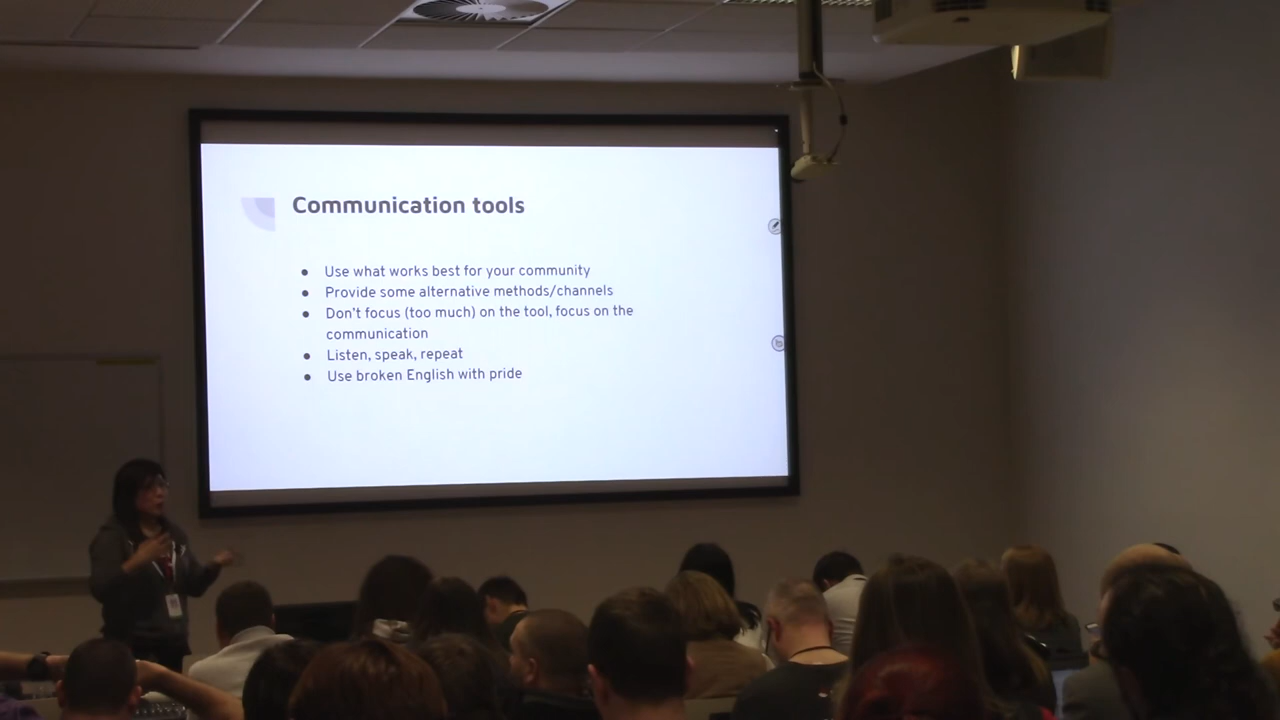 Communication tools
● Use what works best for your community
● Provide some alternative methods/channels
● Don't focus (too much) on the tool, focus on the
communication
● Listen, speak, repeat
● Use broken English with pride